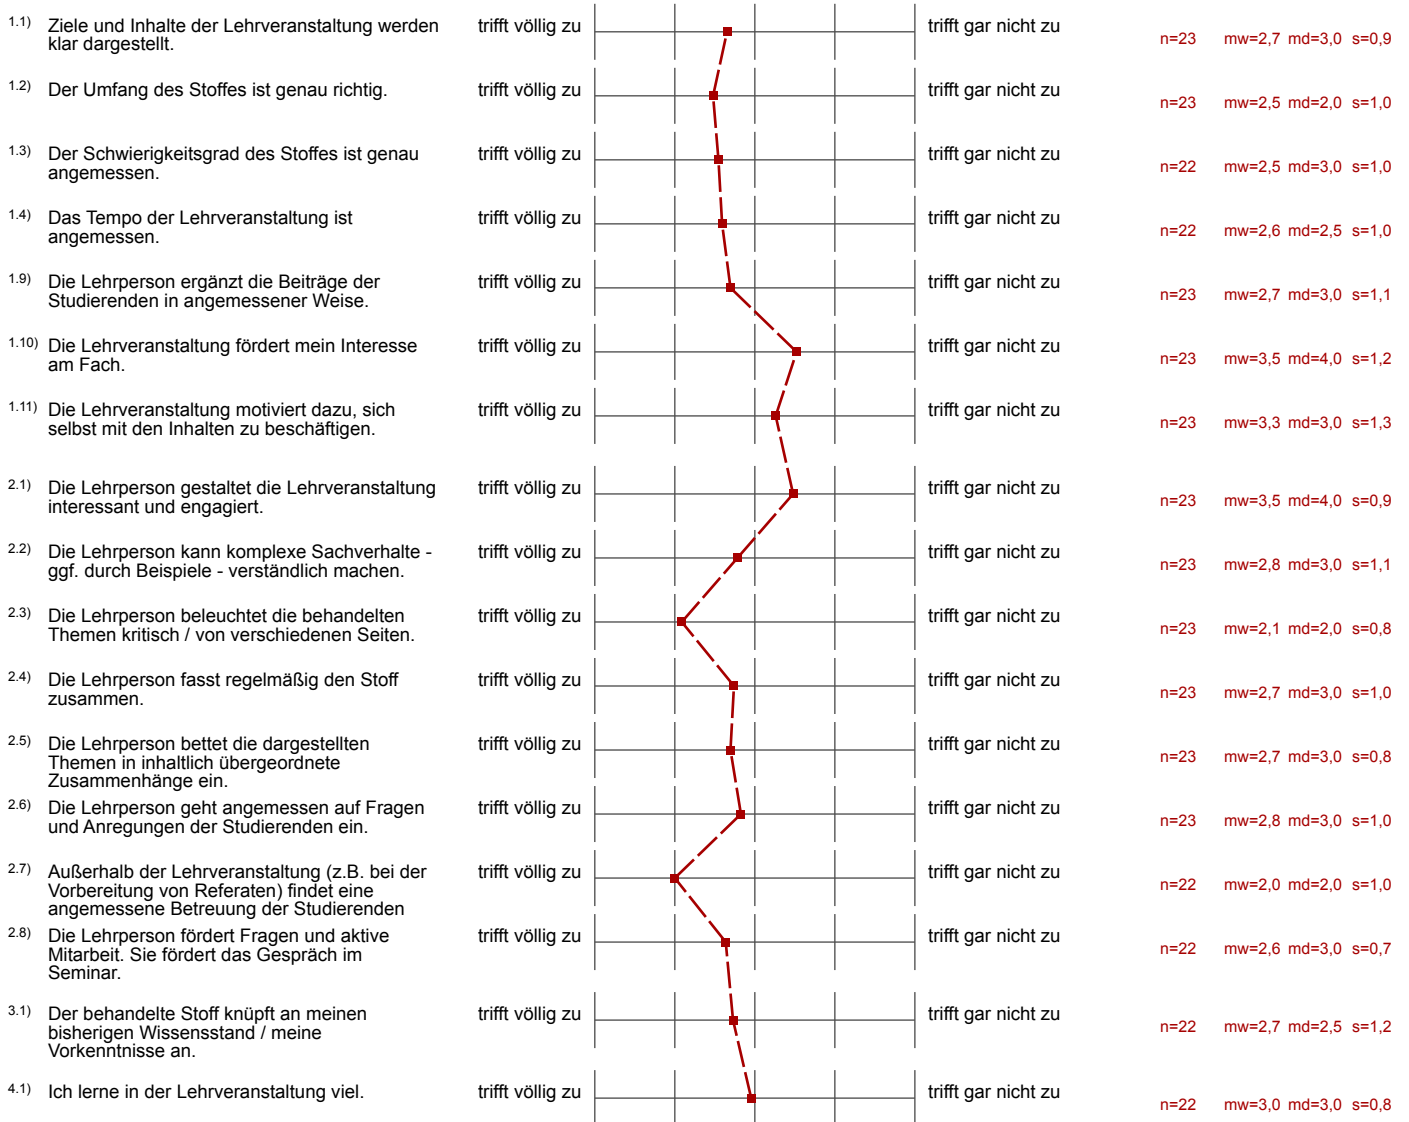 1.1) Ziele und Inhalte der Lehrveranstaltung werden trifft völlig zu trifft gar nicht zu
klar dargestellt. n=23 mw=2,7 md=3,0 s=0,9
1.2) Der Umfang des Stoffes ist genau richtig. trifft völlig zu trifft gar nicht zu
n=23 mw=2,5 md=2,0 s=1,0
1.3) Der Schwierigkeitsgrad des Stoffes ist genau trifft völlig zu trifft gar nicht zu
angemessen. n=22 mw=2,5 md=3,0 s=1,0
1.4) Das Tempo der Lehrveranstaltung ist trifft völlig zu trifft gar nicht zu
angemessen. n=22 mw=2,6 md=2,5 s=1,0
1.9) Die Lehrperson ergänzt die Beiträge der trifft völlig zu trifft gar nicht zu
Studierenden in angemessener Weise. n=23 mw=2,7 md=3,0 s=1,1
1.10) Die Lehrveranstaltung fördert mein Interesse trifft völlig zu trifft gar nicht zu
am Fach. n=23 mw=3,5 md=4,0 s=1,2
1.11) Die Lehrveranstaltung motiviert dazu, sich trifft völlig zu trifft gar nicht zu
selbst mit den Inhalten zu beschäftigen. n=23 mw=3,3 md=3,0 s=1,3
2.1) Die Lehrperson gestaltet die Lehrveranstaltung trifft völlig zu trifft gar nicht zu
interessant und engagiert. n=23 mw=3,5 md=4,0 s=0,9
2.2) Die Lehrperson kann komplexe Sachverhalte - trifft völlig zu trifft gar nicht zu
ggf. durch Beispiele - verständlich machen. n=23 mw=2,8 md=3,0 s=1,1
2.3) Die Lehrperson beleuchtet die behandelten trifft völlig zu trifft gar nicht zu
Themen kritisch / von verschiedenen Seiten. n=23 mw=2,1 md=2,0 s=0,8
2.4) Die Lehrperson fasst regelmäßig den Stoff trifft völlig zu trifft gar nicht zu
zusammen. n=23 mw=2,7 md=3,0 s=1,0
2.5) Die Lehrperson bettet die dargestellten trifft völlig zu trifft gar nicht zu
Themen in inhaltlich übergeordnete n=23 mw=2,7 md=3,0 s=0,8
Zusammenhänge ein.
2.6) Die Lehrperson geht angemessen auf Fragen trifft völlig zu trifft gar nicht zu
und Anregungen der Studierenden ein. n=23 mw=2,8 md=3,0 s=1,0
2.7) Außerhalb der Lehrveranstaltung (z.B. bei der trifft völlig zu trifft gar nicht zu
Vorbereitung von Referaten) findet eine n=22 mw=2,0 md=2,0 s=1,0
angemessene Betreuung der Studierenden
2.8) Die Lehrperson fördert Fragen und aktive trifft völlig zu trifft gar nicht zu
Mitarbeit. Sie fördert das Gespräch im n=22 mw=2,6 md=3,0 s=0,7
Seminar.
3.1) Der behandelte Stoff knüpft an meinen trifft völlig zu trifft gar nicht zu
bisherigen Wissensstand / meine n=22 mw=2,7 md=2,5 s=1,2
Vorkenntnisse an.
4.1) Ich lerne in der Lehrveranstaltung viel. trifft völlig zu trifft gar nicht zu
n=22 mw=3,0 md=3,0 s=0,8